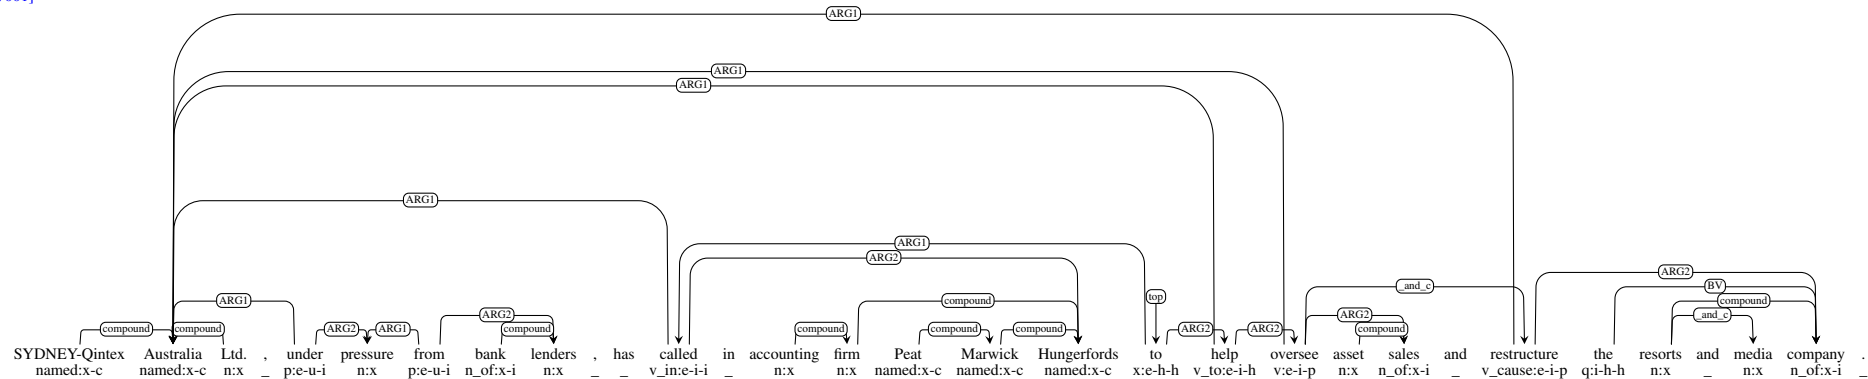 ARG1
ARG1
ARG1
ARG1
ARG1
ARG2
ARG2
ARG1 compound top _and_c BV compound
ARG2 ARG2 _and_c
compound compound ARG2 ARG1 compound compound compound compound ARG2 ARG2 compound
SYDNEY-Qintex Australia Ltd. , under pressure from bank lenders , has called in accounting firm Peat Marwick Hungerfords to help oversee asset sales and restructure the resorts and media company .
named:x-c named:x-c n:x _ p:e-u-i n:x p:e-u-i n_of:x-i n:x _ _ v_in:e-i-i _ n:x n:x named:x-c named:x-c named:x-c x:e-h-h v_to:e-i-h v:e-i-p n:x n_of:x-i _ v_cause:e-i-p q:i-h-h n:x _ n:x n_of:x-i _